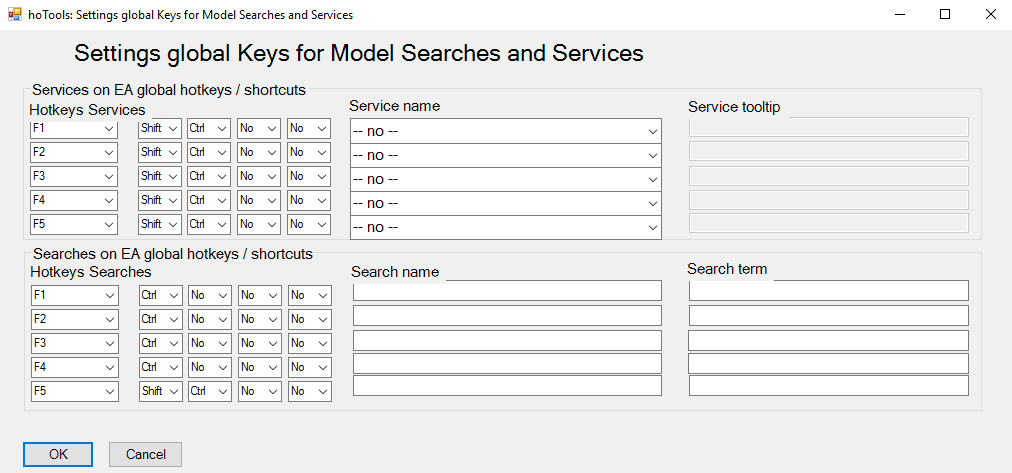 hoTools: Settings global Keys for Model Searches and Services
Settings global Keys for Model Searches and Services
Services on EA global hotkeys / shortcuts
Hotkeys Services Service name Service tooltip
F1 Shift Ctrl No No -- no --
F2 Shift Ctrl No No -- no --
F3 Shift Ctrl No No -- no --
F4 Shift Ctrl No No -- no --
F5 Shift Ctrl No No -- no --
Searches on EA global hotkeys / shortcuts
Hotkeys Searches Search name Search term
F1 Ctrl No No No
F2 Ctrl No No No
F3 Ctrl No No No
F4 Ctrl No No No
F5 Shift Ctrl No No
OK Cancel